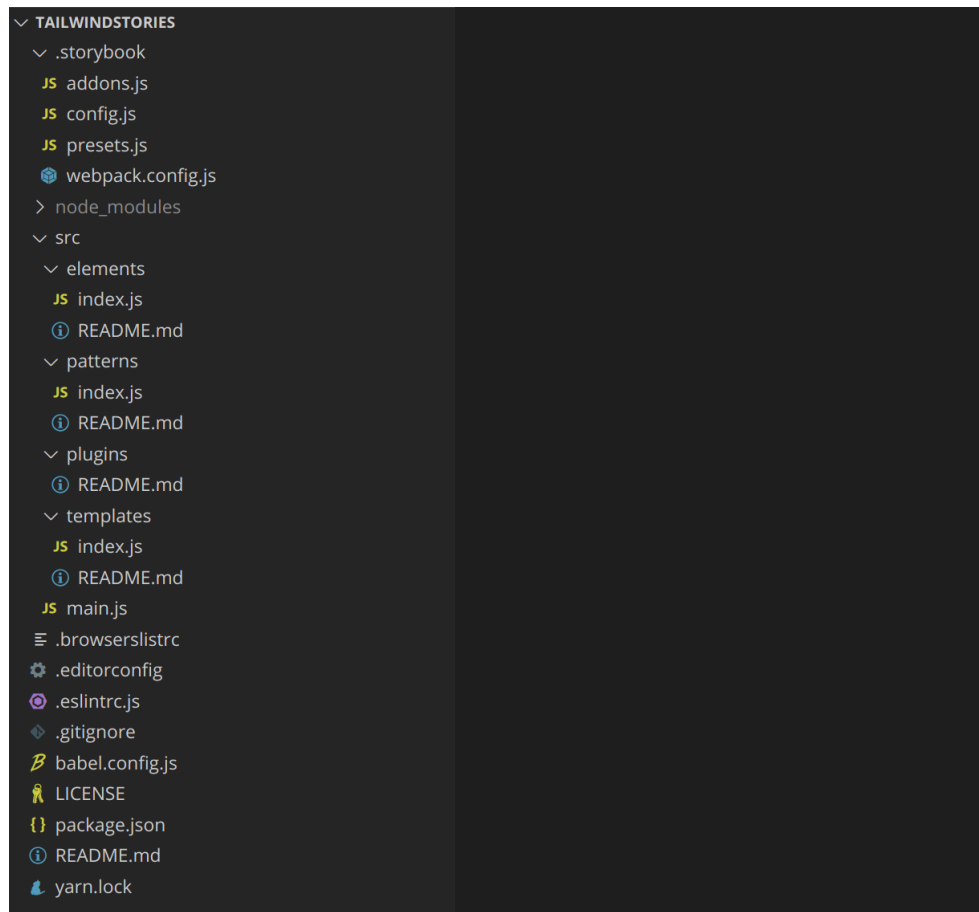 TAILWINDSTORIES
.storybook
JS addons.js
JS config.js
JS presets.js
webpack.config.js
node_modules
src
elements
JS index.js
README.md
patterns
JS index.js
README.md
plugins
README.md
templates
JS index.js
README.md
JS main.js
.browserslistrc
.editorconfig
.eslintrc.js
.gitignore
babel.config.js
LICENSE
{} package.json
README.md
yarn.lock